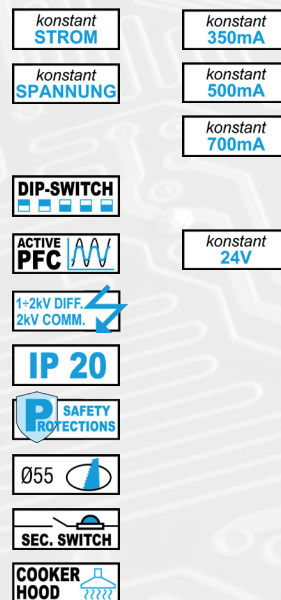 konstant
STROM
konstant
350mA
konstant
SPANNUNG
konstant
500mA
konstant
700mA
DIP-SWITCH
ACTIVE
PFC
konstant
24V
1÷2kV DIFF.
2kV COMM.
IP 20
P SAFETY
ROTECTIONS
Ø55
SEC. SWITCH
COOKER
HOOD